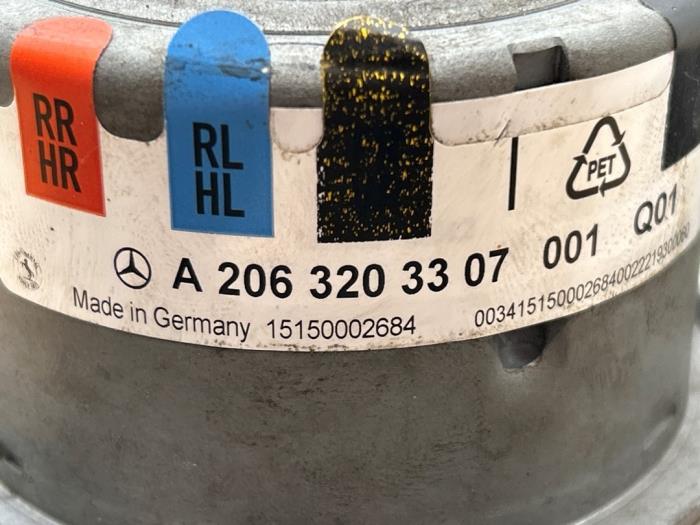 RR
HR
RL
HL
PET
A 206 320 33 07 001 Q01
Made in Germany 15150002684